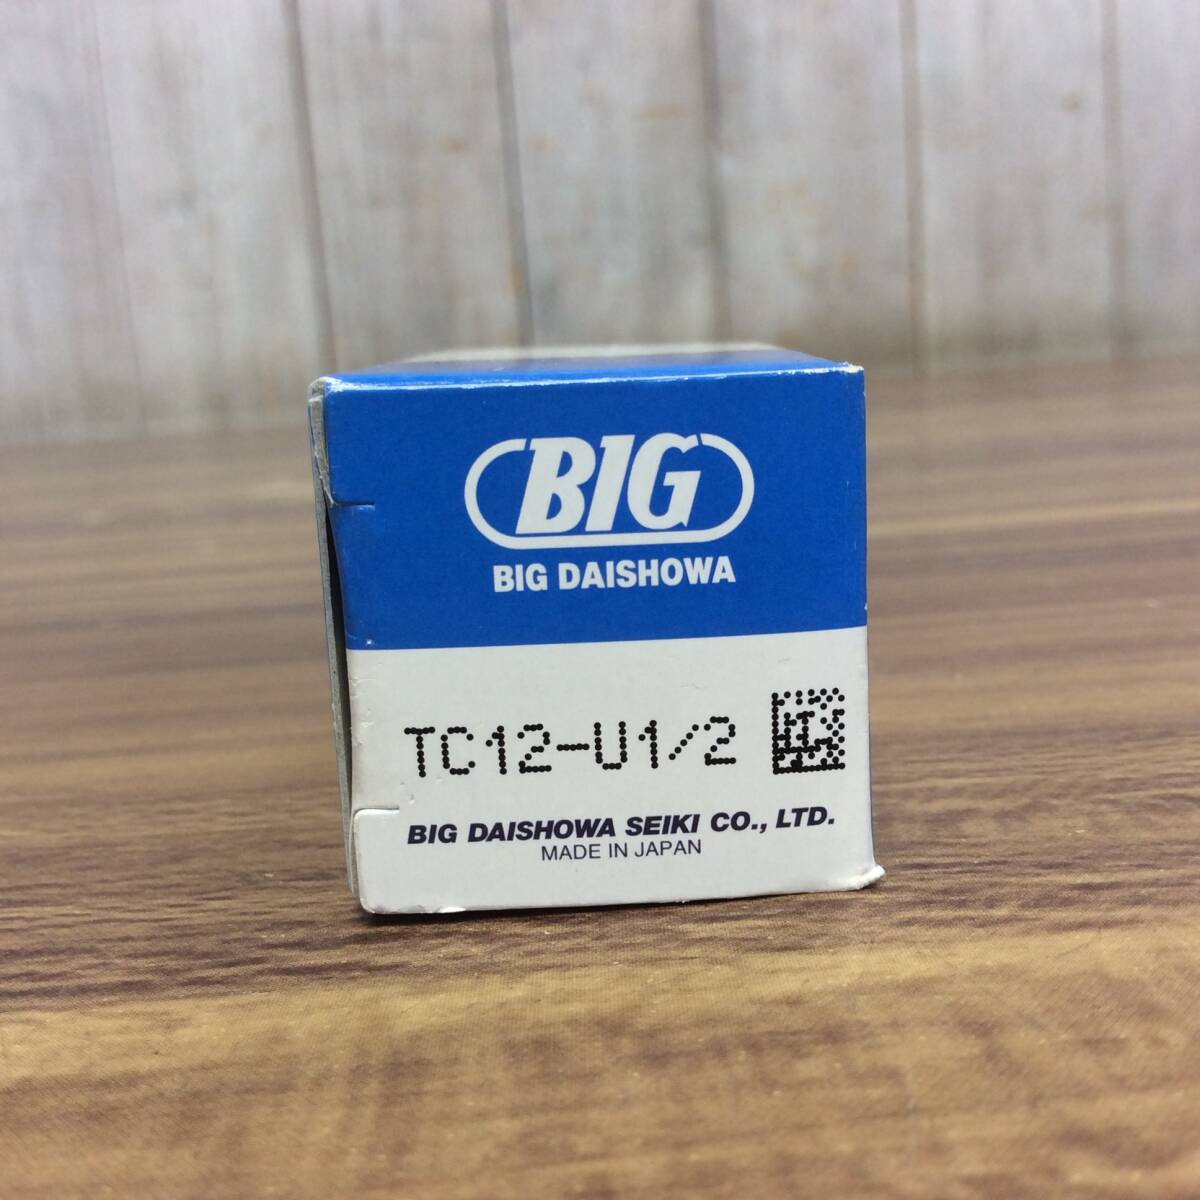 BIG
BIG DAISHOWA
TC12-U1/2
BIG DAISHOWA SEIKI CO., LTD.
MADE IN JAPAN